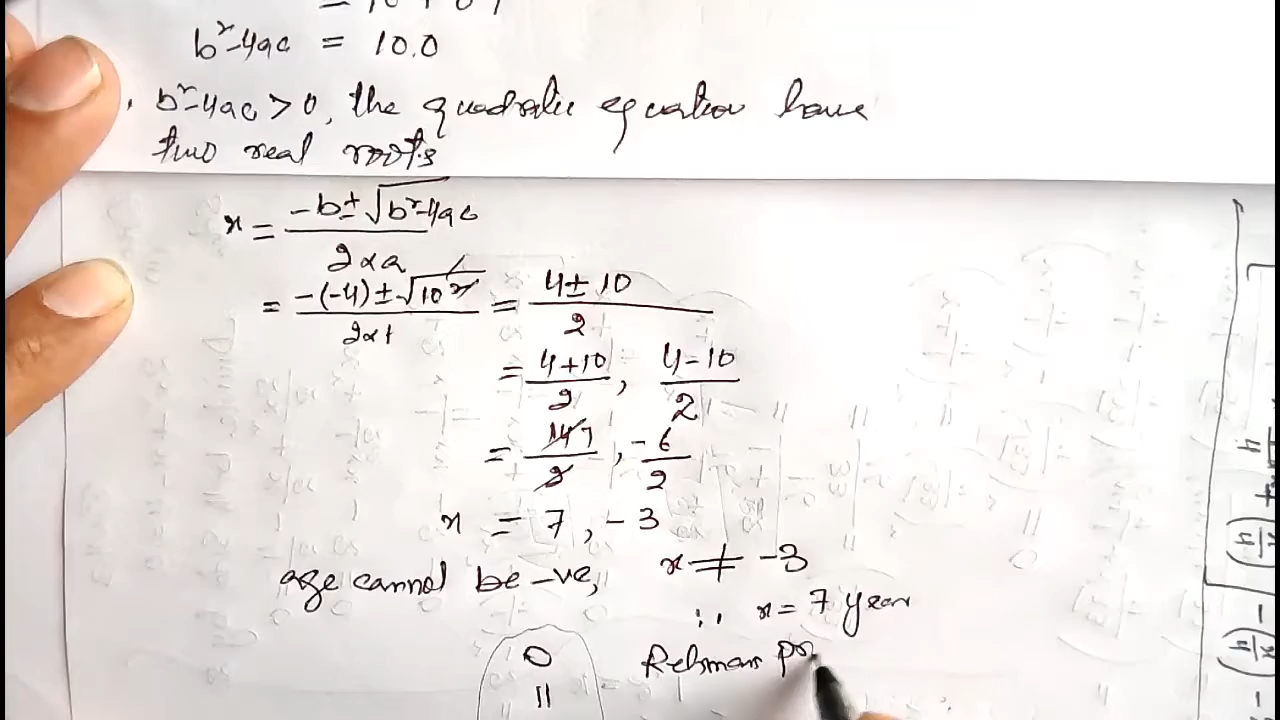 b²-4ac = 10.0
b²-4ac > 0, the quadratic equation have
two real roots
x = -b ± √b²-4ac / 2×a
= -(-4) ± √10² / 2×1 = 4 ± 10 / 2
= 4+10 / 2 , 4-10 / 2
= 14 7 / 2 , -6 / 2
x = 7 , -3
age cannot be -ve, x ≠ -3
∴ x = 7 year
Rehman
0
=